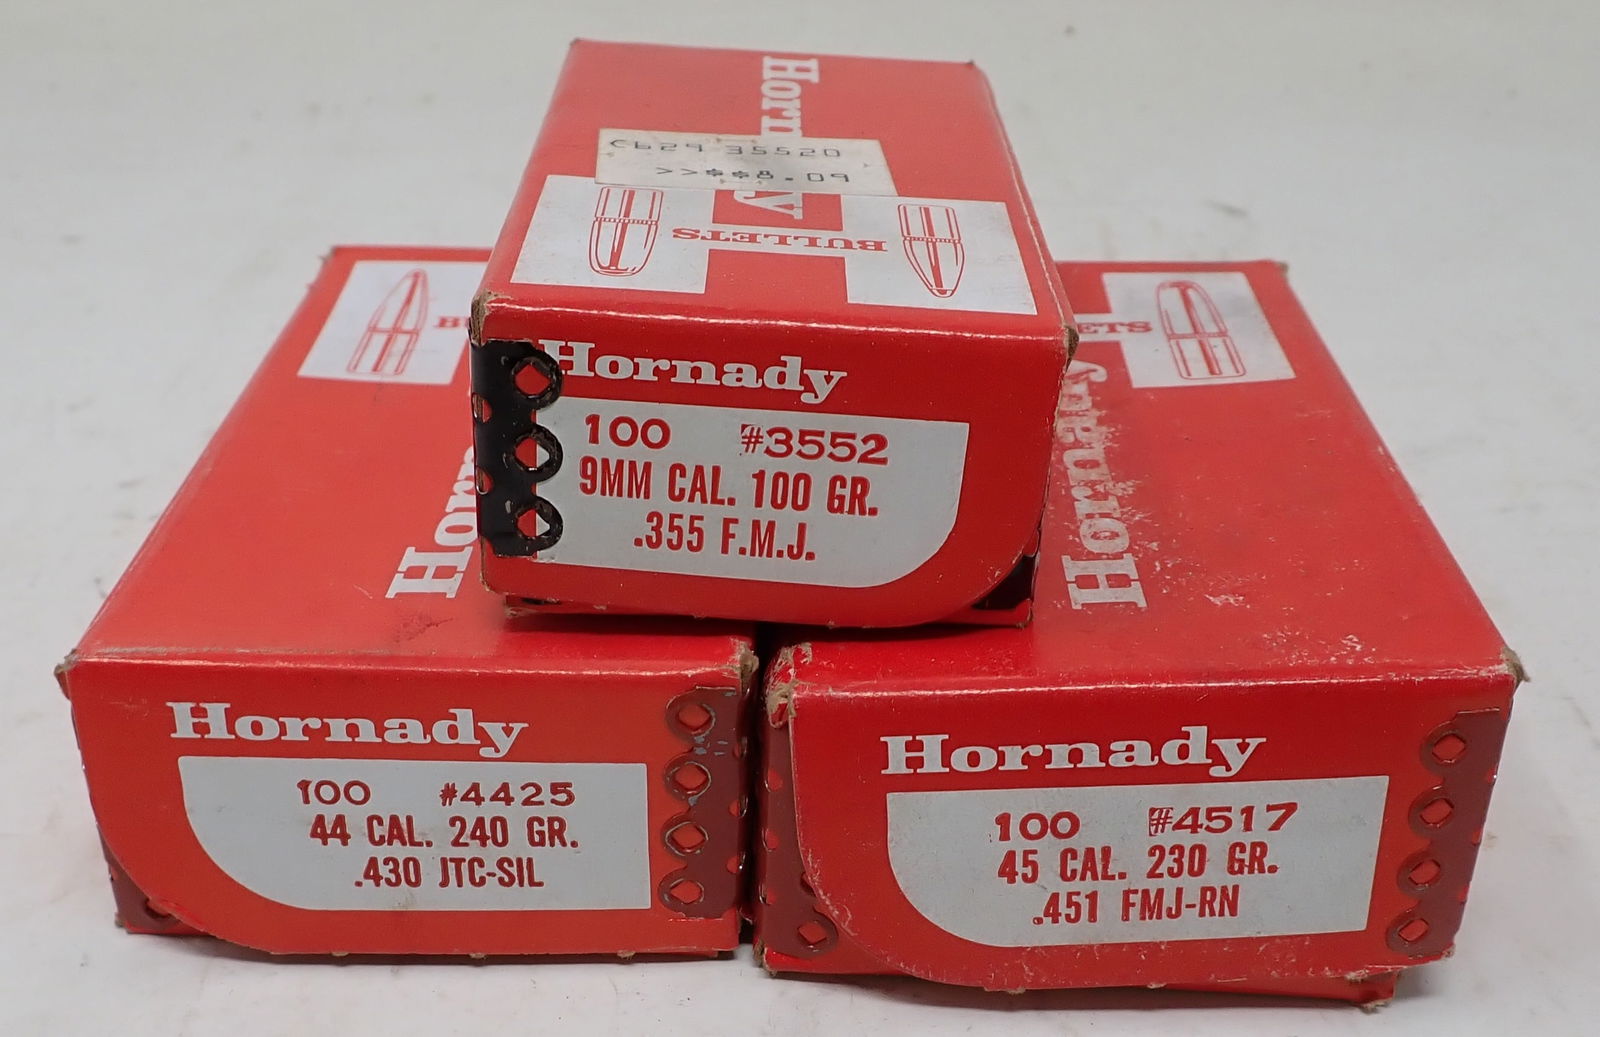 Hornady
C629 35520
>>**8.09
BULLETS
Hornady
100 #3552
9MM CAL. 100 GR.
.355 F.M.J.
Hornady
100 #4425
44 CAL. 240 GR.
.430 JTC-SIL
Hornady
Hornady
100 #4517
45 CAL. 230 GR.
.451 FMJ-RN